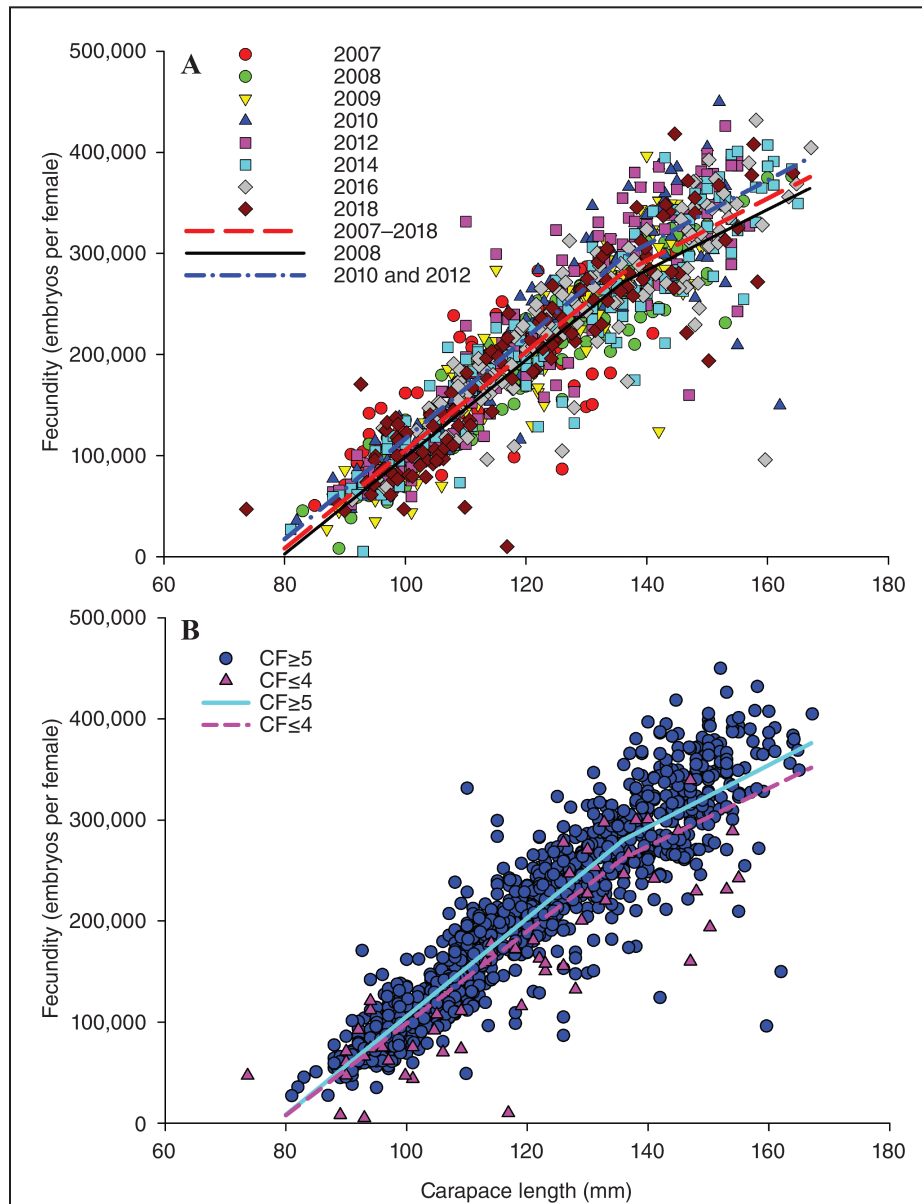 A
500,000
400,000
300,000
200,000
100,000
0
Fecundity (embryos per female)
2007
2008
2009
2010
2012
2014
2016
2018
2007–2018
2008
2010 and 2012
60 80 100 120 140 160 180
B
500,000
400,000
300,000
200,000
100,000
0
Fecundity (embryos per female)
CF≥5
CF≤4
CF≥5
CF≤4
60 80 100 120 140 160 180
Carapace length (mm)